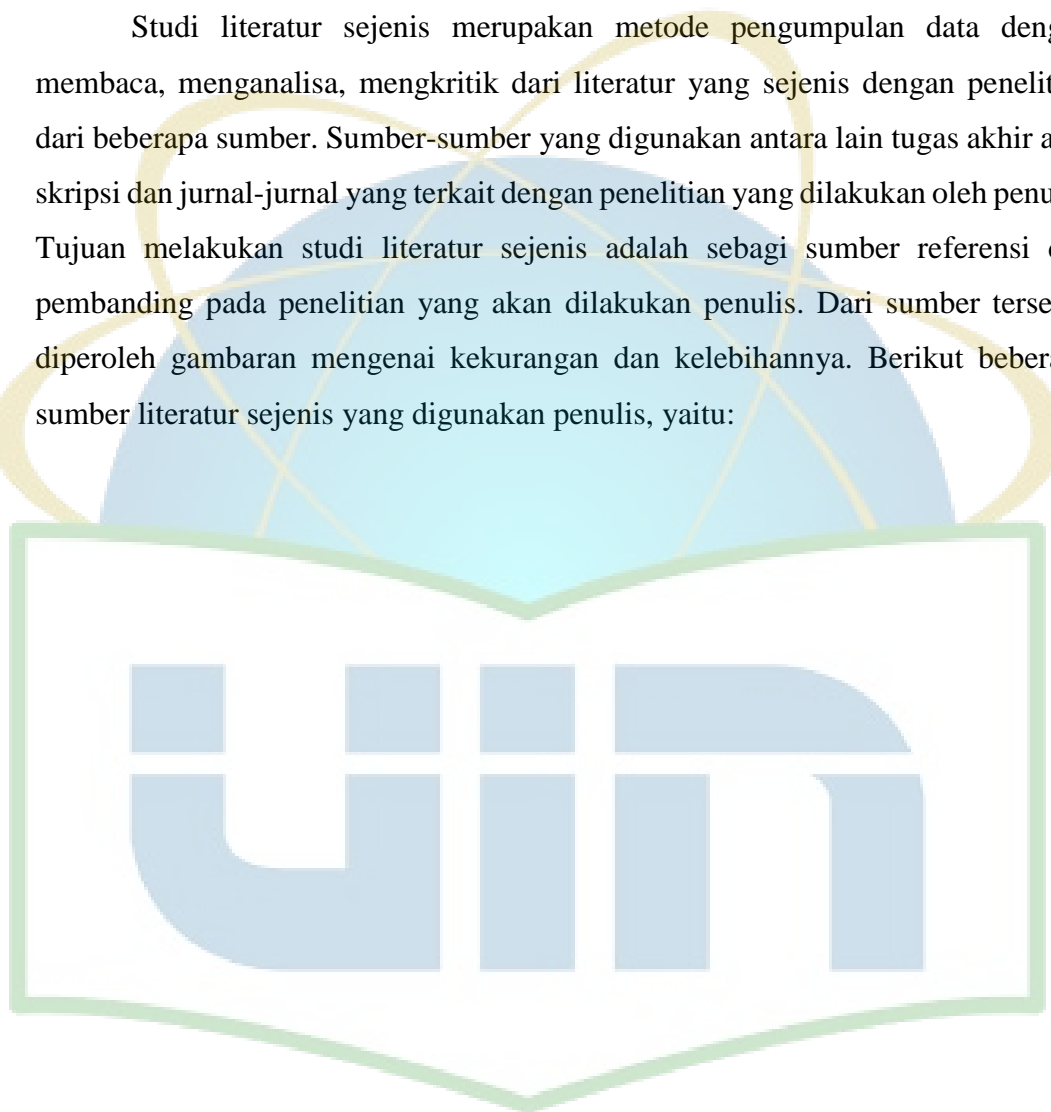 Studi literatur sejenis merupakan metode pengumpulan data deng
membaca, menganalisa, mengkritik dari literatur yang sejenis dengan penelit
dari beberapa sumber. Sumber-sumber yang digunakan antara lain tugas akhir a
skripsi dan jurnal-jurnal yang terkait dengan penelitian yang dilakukan oleh penu
Tujuan melakukan studi literatur sejenis adalah sebagi sumber referensi
pembanding pada penelitian yang akan dilakukan penulis. Dari sumber terse
diperoleh gambaran mengenai kekurangan dan kelebihannya. Berikut bebera
sumber literatur sejenis yang digunakan penulis, yaitu:
uin